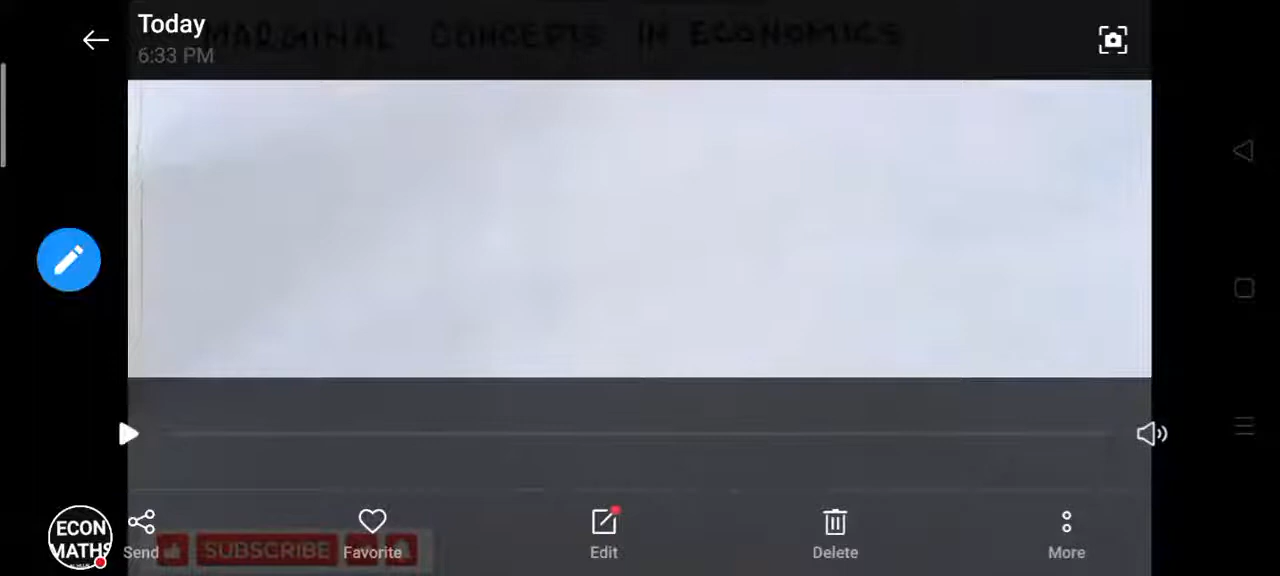 Today
MARGINAL CONCEPTS IN ECONOMICS
6:33 PM
ECON
MATHS
Send
SUBSCRIBE
Favorite
Edit
Delete
More